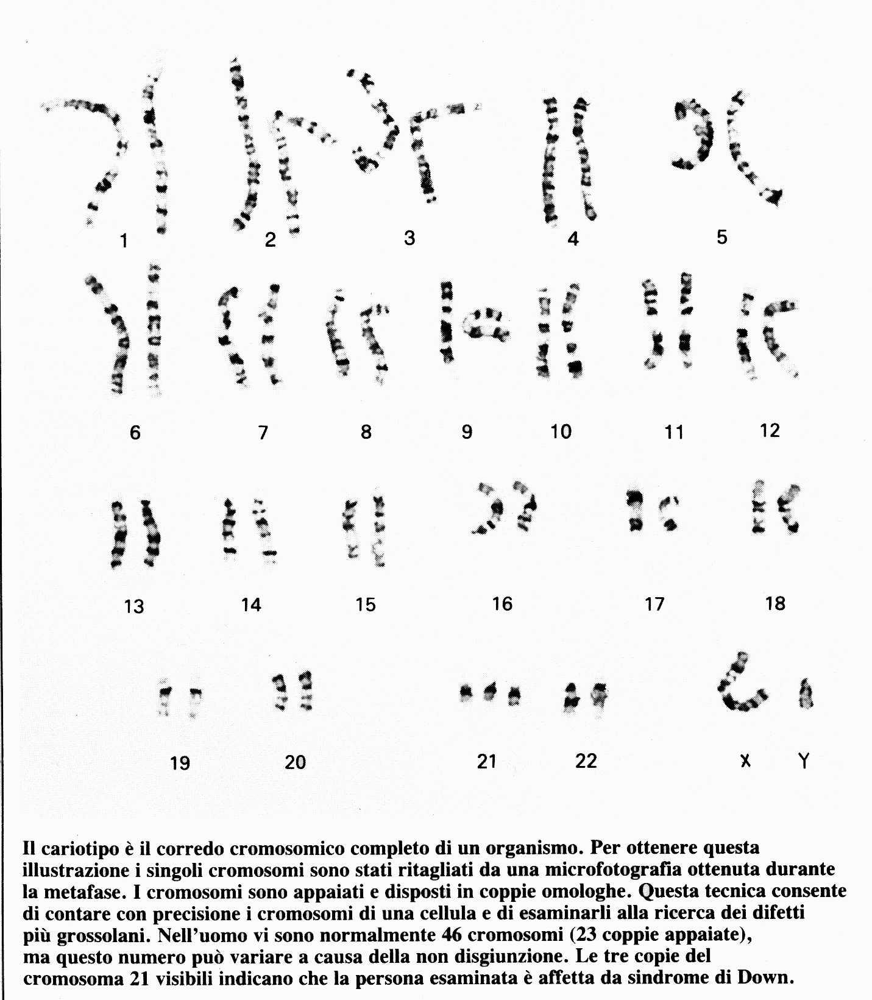 1 2 3 4 5
6 7 8 9 10 11 12
13 14 15 16 17 18
19 20 21 22 X Y
Il cariotipo è il corredo cromosomico completo di un organismo. Per ottenere questa
illustrazione i singoli cromosomi sono stati ritagliati da una microfotografia ottenuta durante
la metafase. I cromosomi sono appaiati e disposti in coppie omologhe. Questa tecnica consente
di contare con precisione i cromosomi di una cellula e di esaminarli alla ricerca dei difetti
più grossolani. Nell'uomo vi sono normalmente 46 cromosomi (23 coppie appaiate),
ma questo numero può variare a causa della non disgiunzione. Le tre copie del
cromosoma 21 visibili indicano che la persona esaminata è affetta da sindrome di Down.